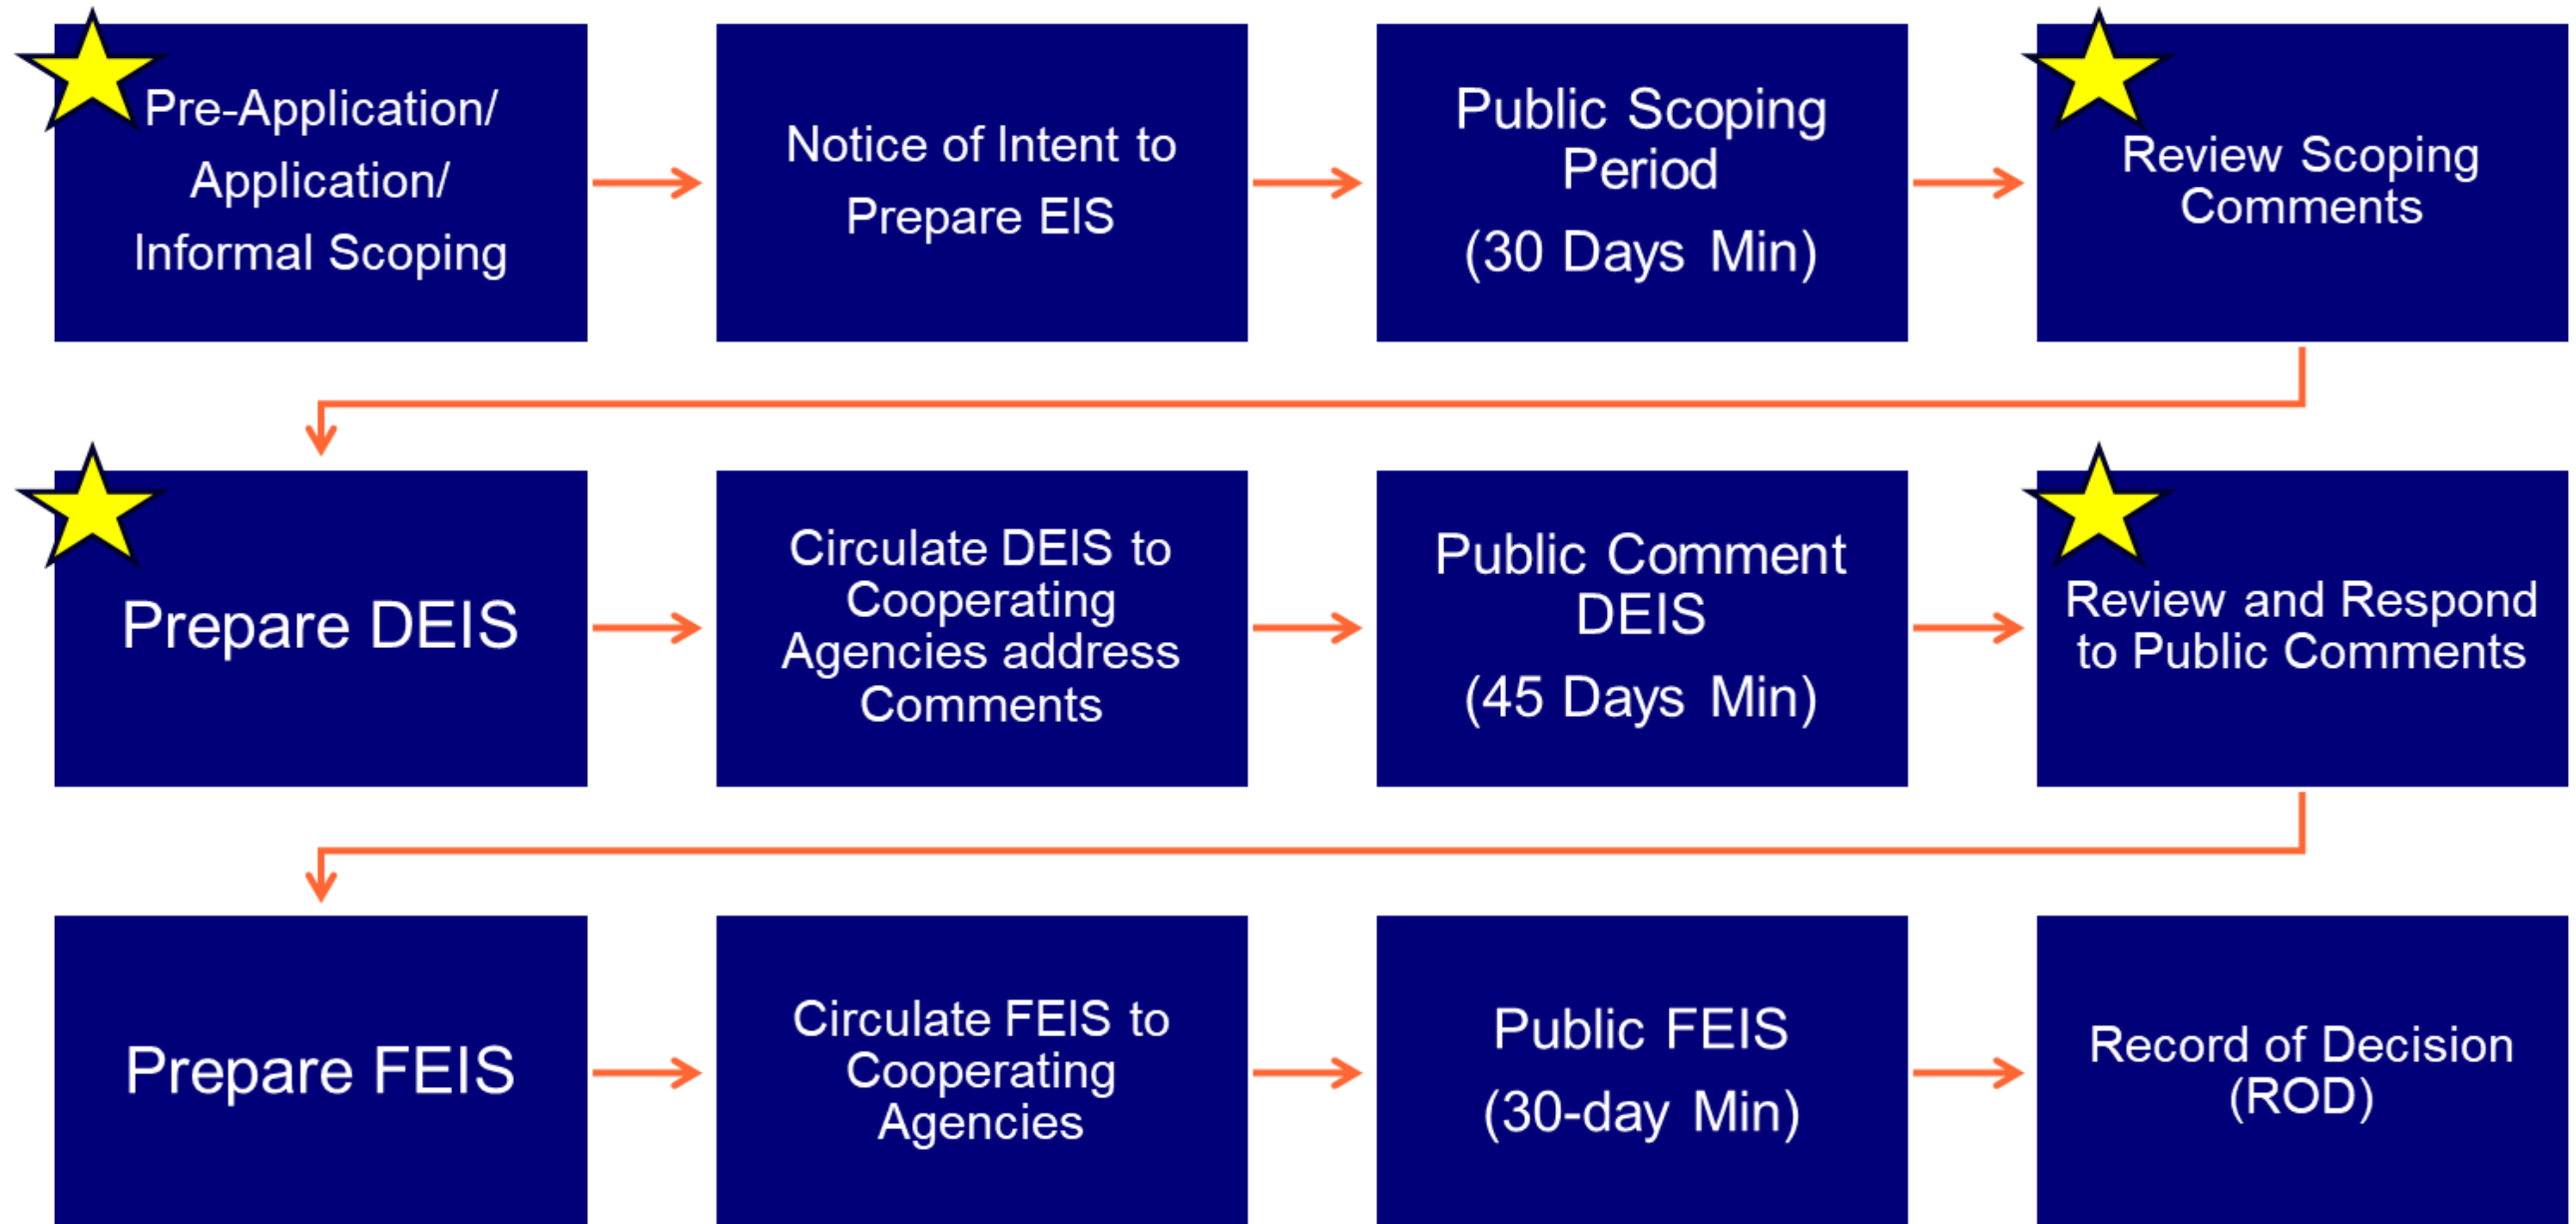 Pre-Application/
Application/
Informal Scoping
Notice of Intent to
Prepare EIS
Public Scoping
Period
(30 Days Min)
Review Scoping
Comments
Prepare DEIS
Circulate DEIS to
Cooperating
Agencies address
Comments
Public Comment
DEIS
(45 Days Min)
Review and Respond
to Public Comments
Prepare FEIS
Circulate FEIS to
Cooperating
Agencies
Public FEIS
(30-day Min)
Record of Decision
(ROD)